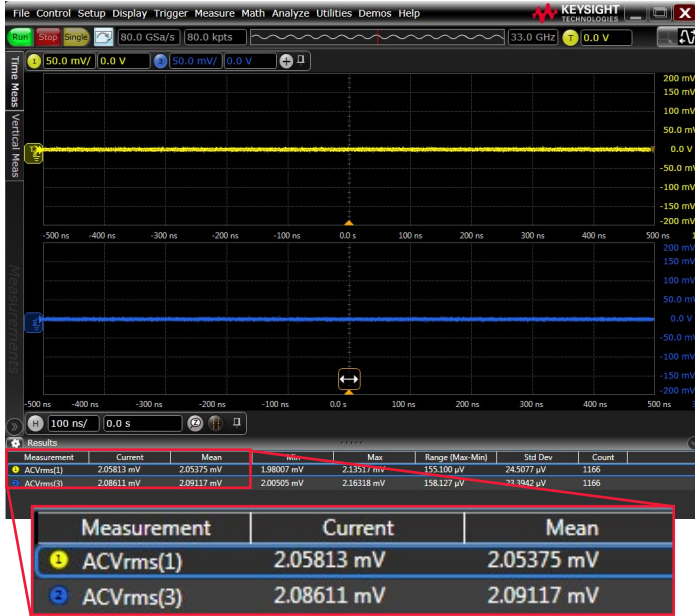 File Control Setup Display Trigger Measure Math Analyze Utilities Demos Help
KEYSIGHT
TECHNOLOGIES
Run Stop Single 80.0 GSa/s 80.0 kpts 33.0 GHz T 0.0 V
1 50.0 mV/ 0.0 V 3 50.0 mV/ 0.0 V
Time Meas
Vertical Meas
Measurements
200 mV
150 mV
100 mV
50.0 mV
0.0 V
-50.0 mV
-100 mV
-150 mV
-200 mV
-500 ns -400 ns -300 ns -200 ns -100 ns 0.0 s 100 ns 200 ns 300 ns 400 ns 500 ns
200 mV
150 mV
100 mV
50.0 mV
0.0 V
-50.0 mV
-100 mV
-150 mV
-200 mV
-500 ns -400 ns -300 ns -200 ns -100 ns 0.0 s 100 ns 200 ns 300 ns 400 ns 500 ns
H 100 ns/ 0.0 s
Results
Measurement Current Mean Min Max Range (Max-Min) Std Dev Count
1 ACVrms(1) 2.05813 mV 2.05375 mV 1.98007 mV 2.13517 mV 155.100 µV 24.5077 µV 1166
2 ACVrms(3) 2.08611 mV 2.09117 mV 2.00505 mV 2.16318 mV 158.127 µV 23.3942 µV 1166
Measurement Current Mean
1 ACVrms(1) 2.05813 mV 2.05375 mV
2 ACVrms(3) 2.08611 mV 2.09117 mV